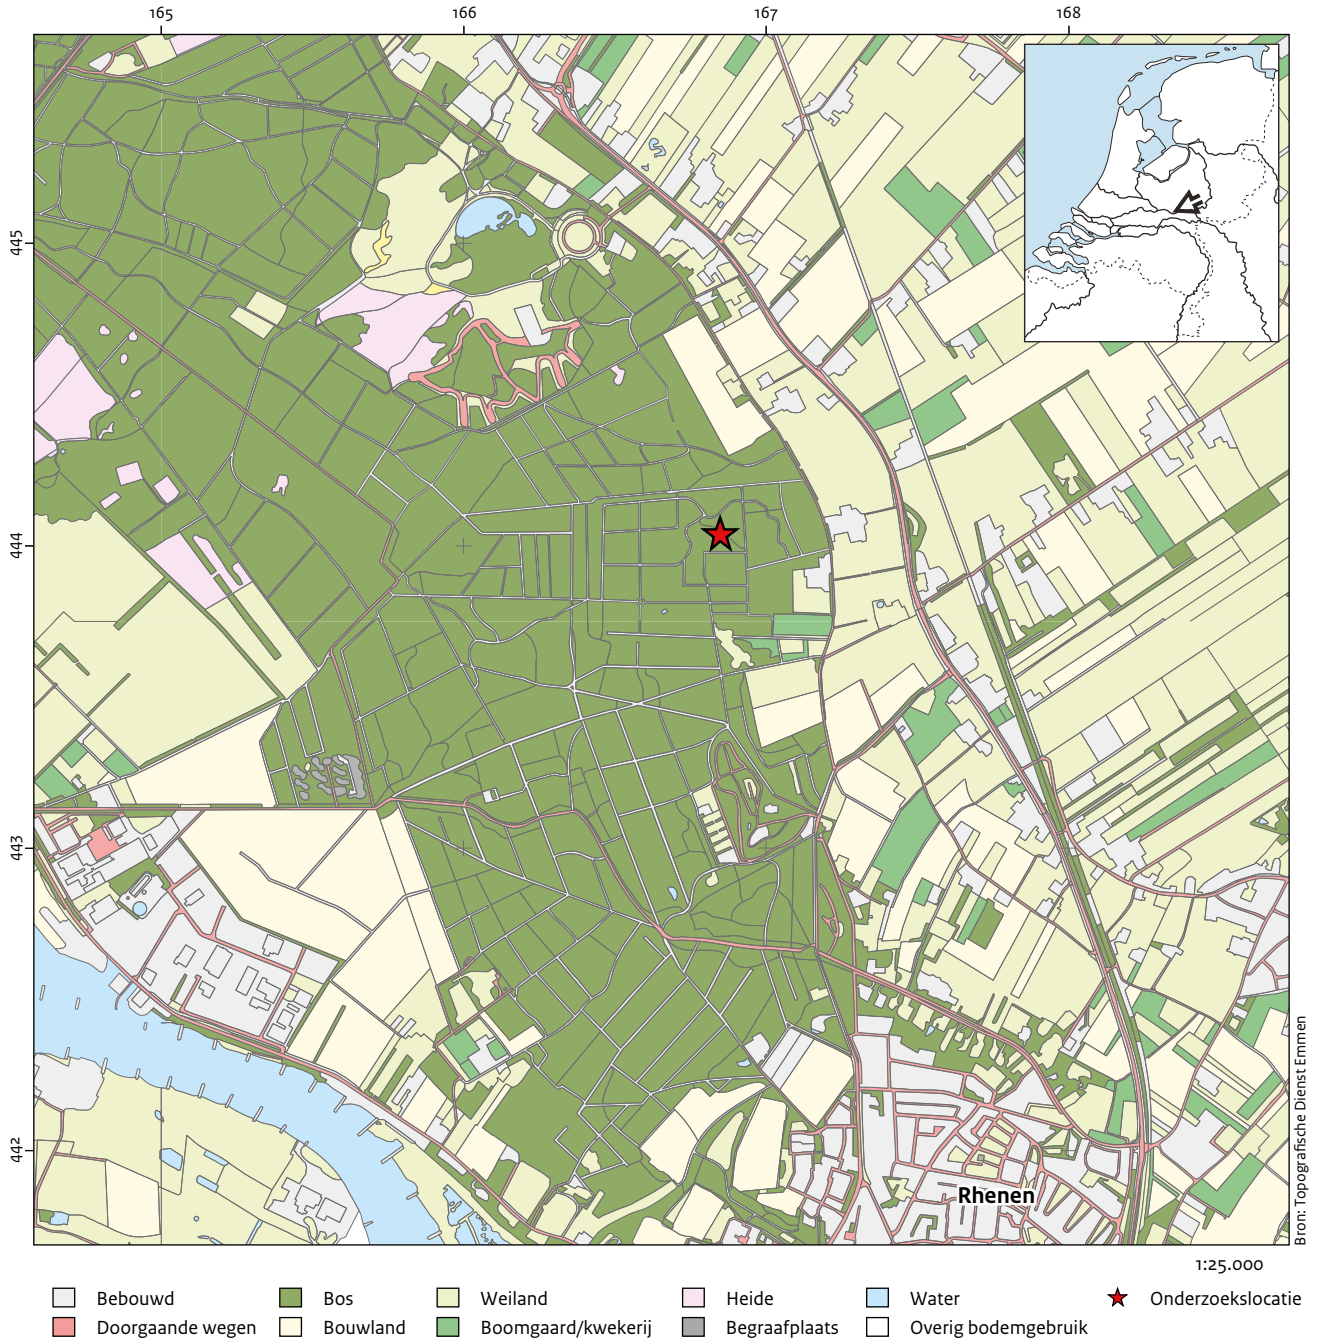 165 166 167 168
445
444
443
442
Rhenen
Bron: Topografische Dienst Emmen
1:25.000
Bebouwd Bos Weiland Heide Water Onderzoekslocatie
Doorgaande wegen Bouwland Boomgaard/kwekerij Begraafplaats Overig bodemgebruik